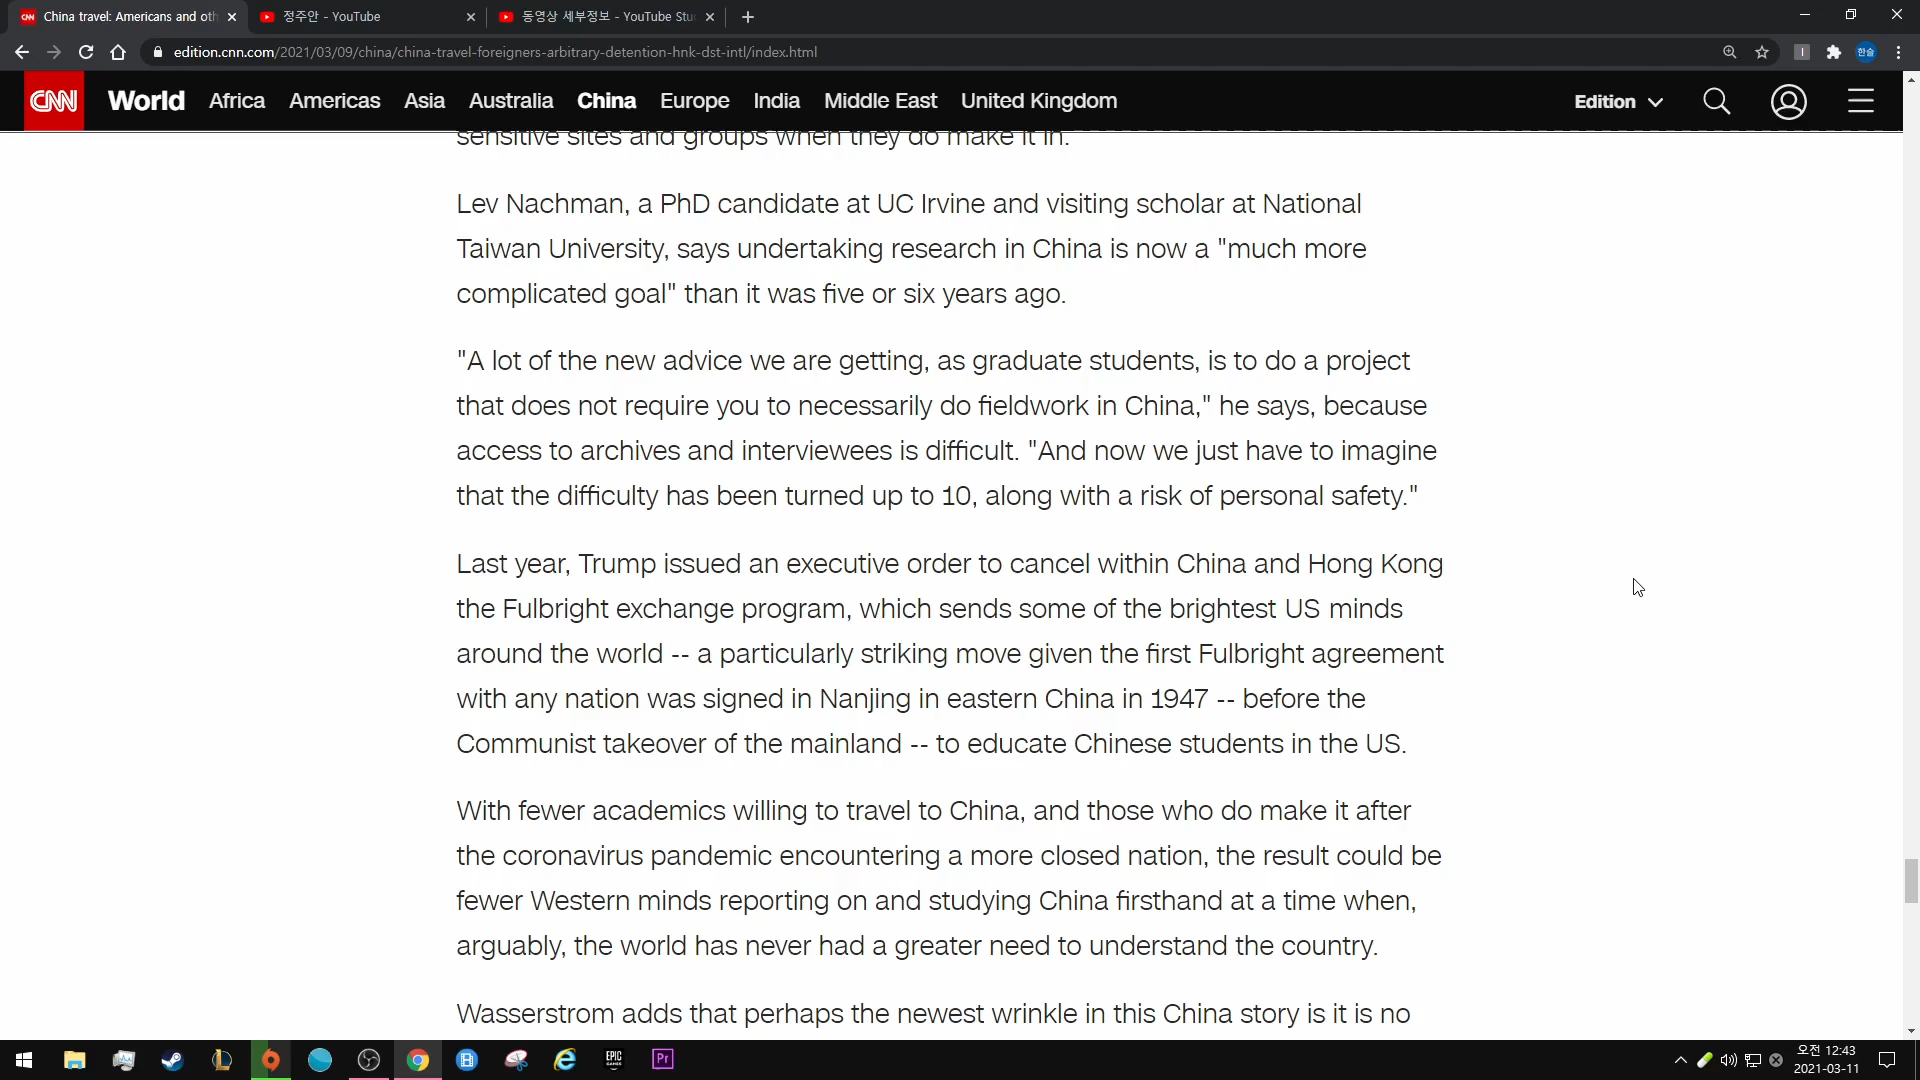 China travel: Americans and oth
정주안 - YouTube
동영상 세부정보 - YouTube Stu
edition.cnn.com/2021/03/09/china/china-travel-foreigners-arbitrary-detention-hnk-dst-intl/index.html
한슬
CNN World Africa Americas Asia Australia China Europe India Middle East United Kingdom Edition
sensitive sites and groups when they do make it in.
Lev Nachman, a PhD candidate at UC Irvine and visiting scholar at National
Taiwan University, says undertaking research in China is now a "much more
complicated goal" than it was five or six years ago.
"A lot of the new advice we are getting, as graduate students, is to do a project
that does not require you to necessarily do fieldwork in China," he says, because
access to archives and interviewees is difficult. "And now we just have to imagine
that the difficulty has been turned up to 10, along with a risk of personal safety."
Last year, Trump issued an executive order to cancel within China and Hong Kong
the Fulbright exchange program, which sends some of the brightest US minds
around the world -- a particularly striking move given the first Fulbright agreement
with any nation was signed in Nanjing in eastern China in 1947 -- before the
Communist takeover of the mainland -- to educate Chinese students in the US.
With fewer academics willing to travel to China, and those who do make it after
the coronavirus pandemic encountering a more closed nation, the result could be
fewer Western minds reporting on and studying China firsthand at a time when,
arguably, the world has never had a greater need to understand the country.
Wasserstrom adds that perhaps the newest wrinkle in this China story is it is no
EPIC GAMES
Pr
오전 12:43
2021-03-11